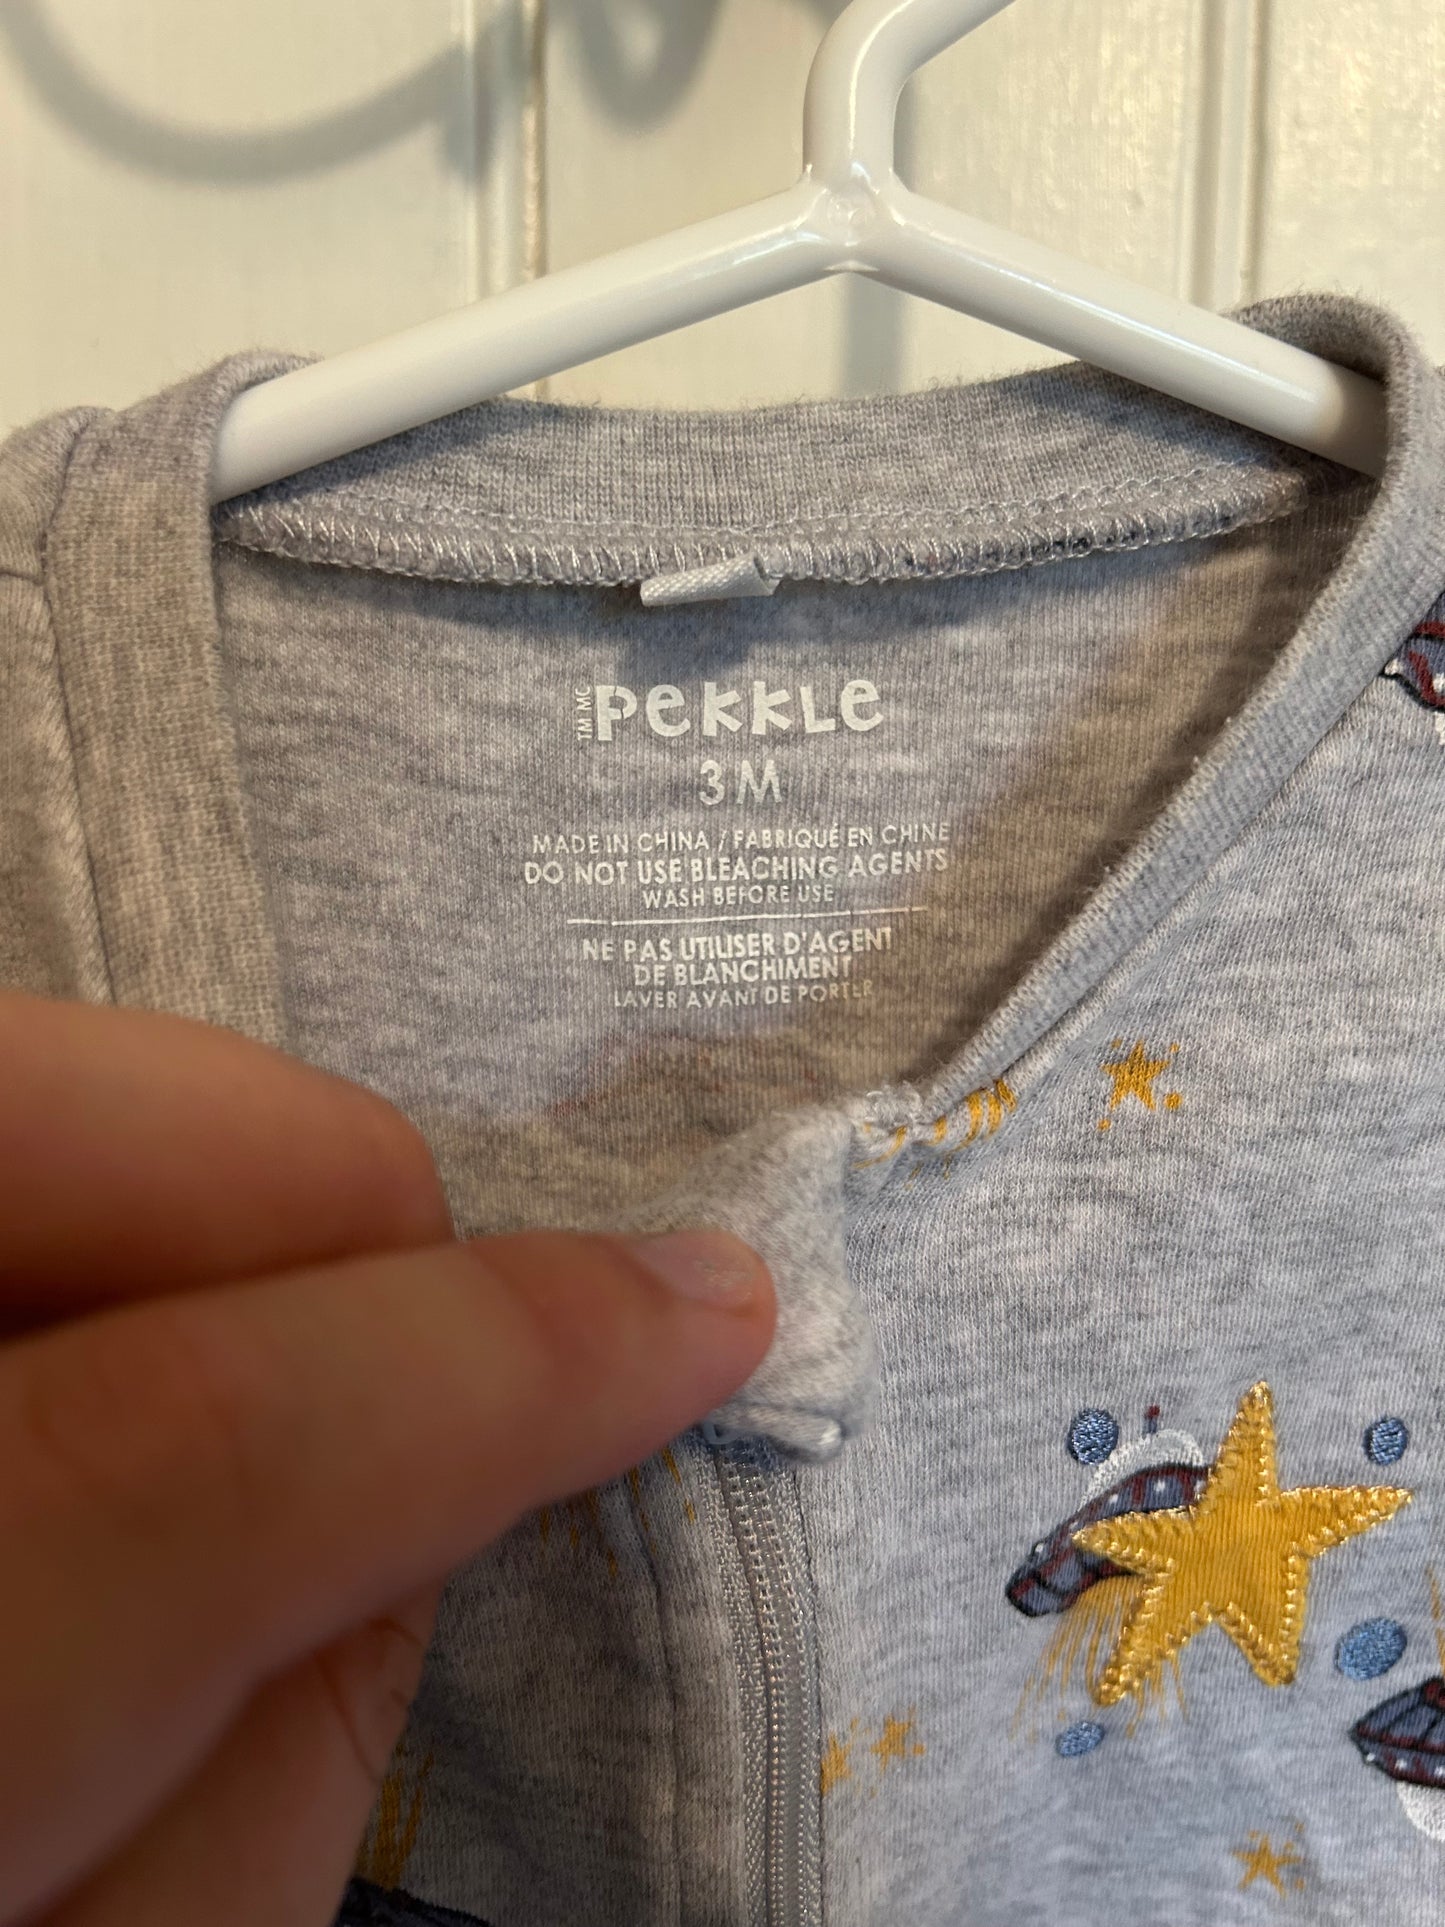 TM MC Pekkle
3M
MADE IN CHINA / FABRIQUÉ EN CHINE
DO NOT USE BLEACHING AGENTS
WASH BEFORE USE
NE PAS UTILISER D'AGENT
DE BLANCHIMENT
LAVER AVANT DE PORTER